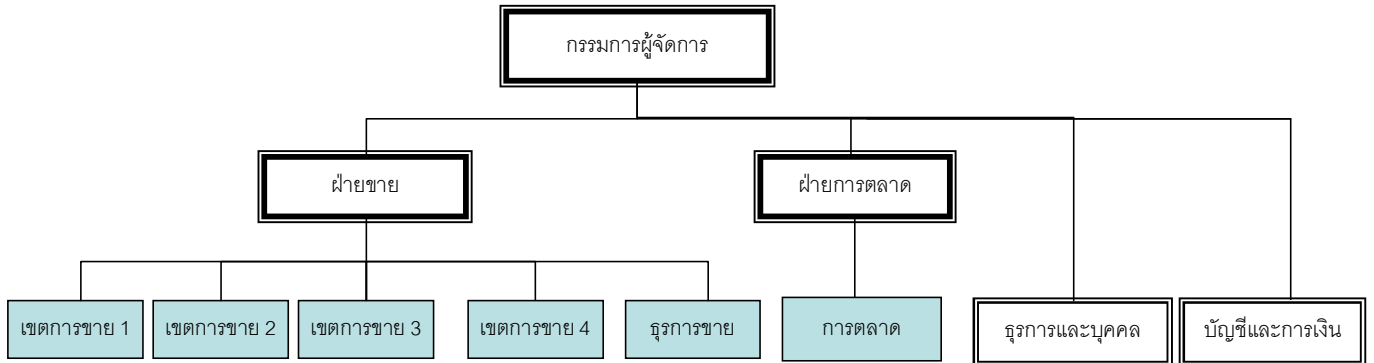 กรรมการผู้จัดการ
ฝ่ายขาย
ฝ่ายการตลาด
เขตการขาย 1
เขตการขาย 2
เขตการขาย 3
เขตการขาย 4
ธุรการขาย
การตลาด
ธุรการและบุคคล
บัญชีและการเงิน